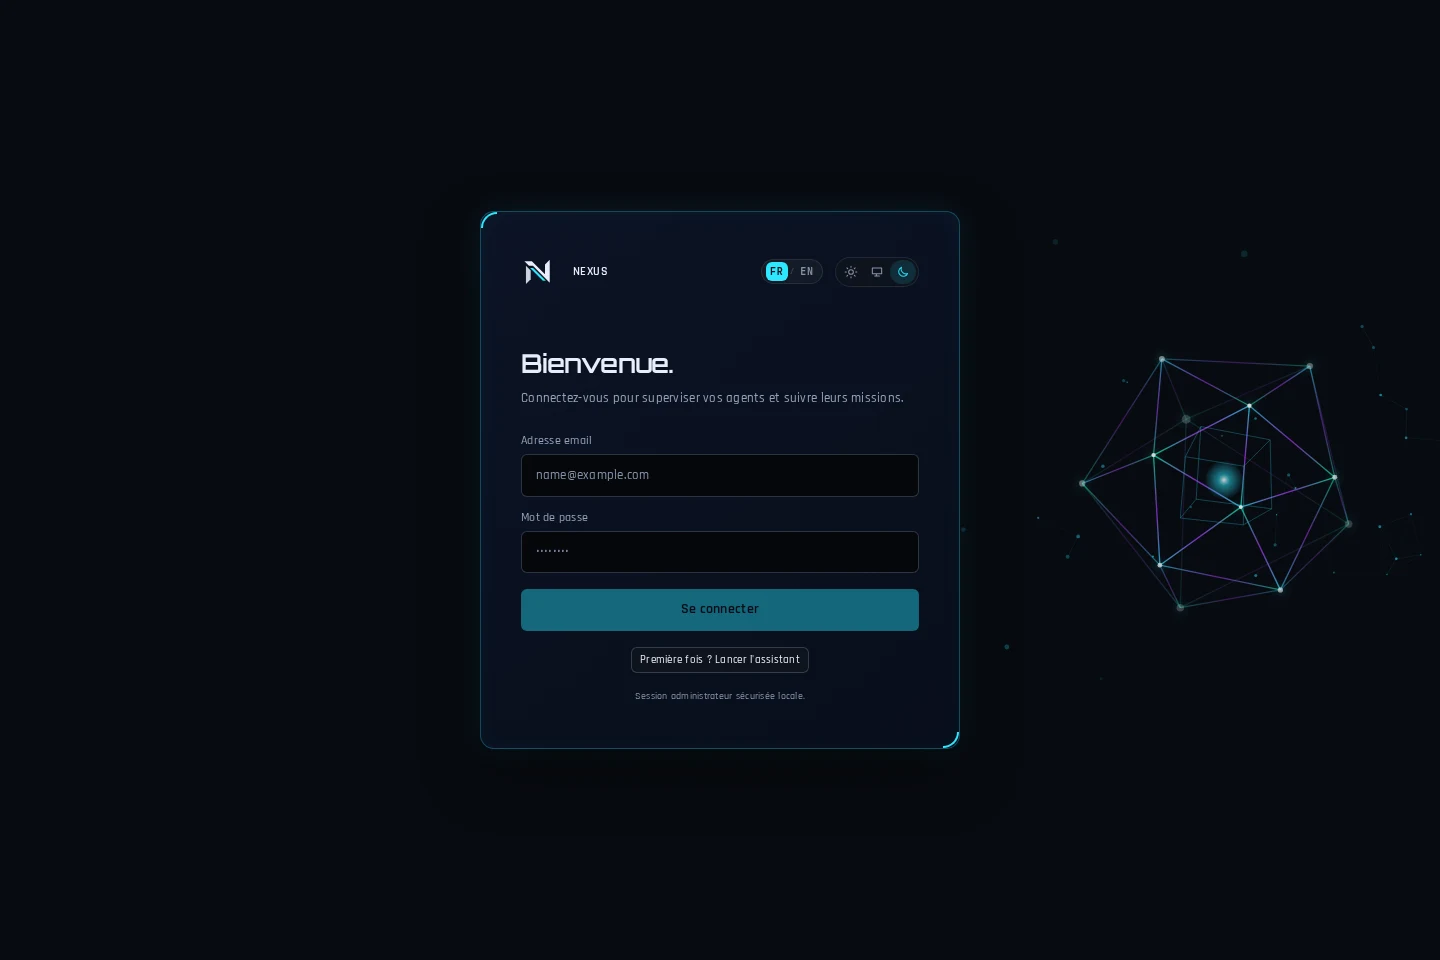 NEXUS
FR / EN
Bienvenue.
Connectez-vous pour superviser vos agents et suivre leurs missions.
Adresse email
name@example.com
Mot de passe
••••••••
Se connecter
Première fois ? Lancer l'assistant
Session administrateur sécurisée locale.